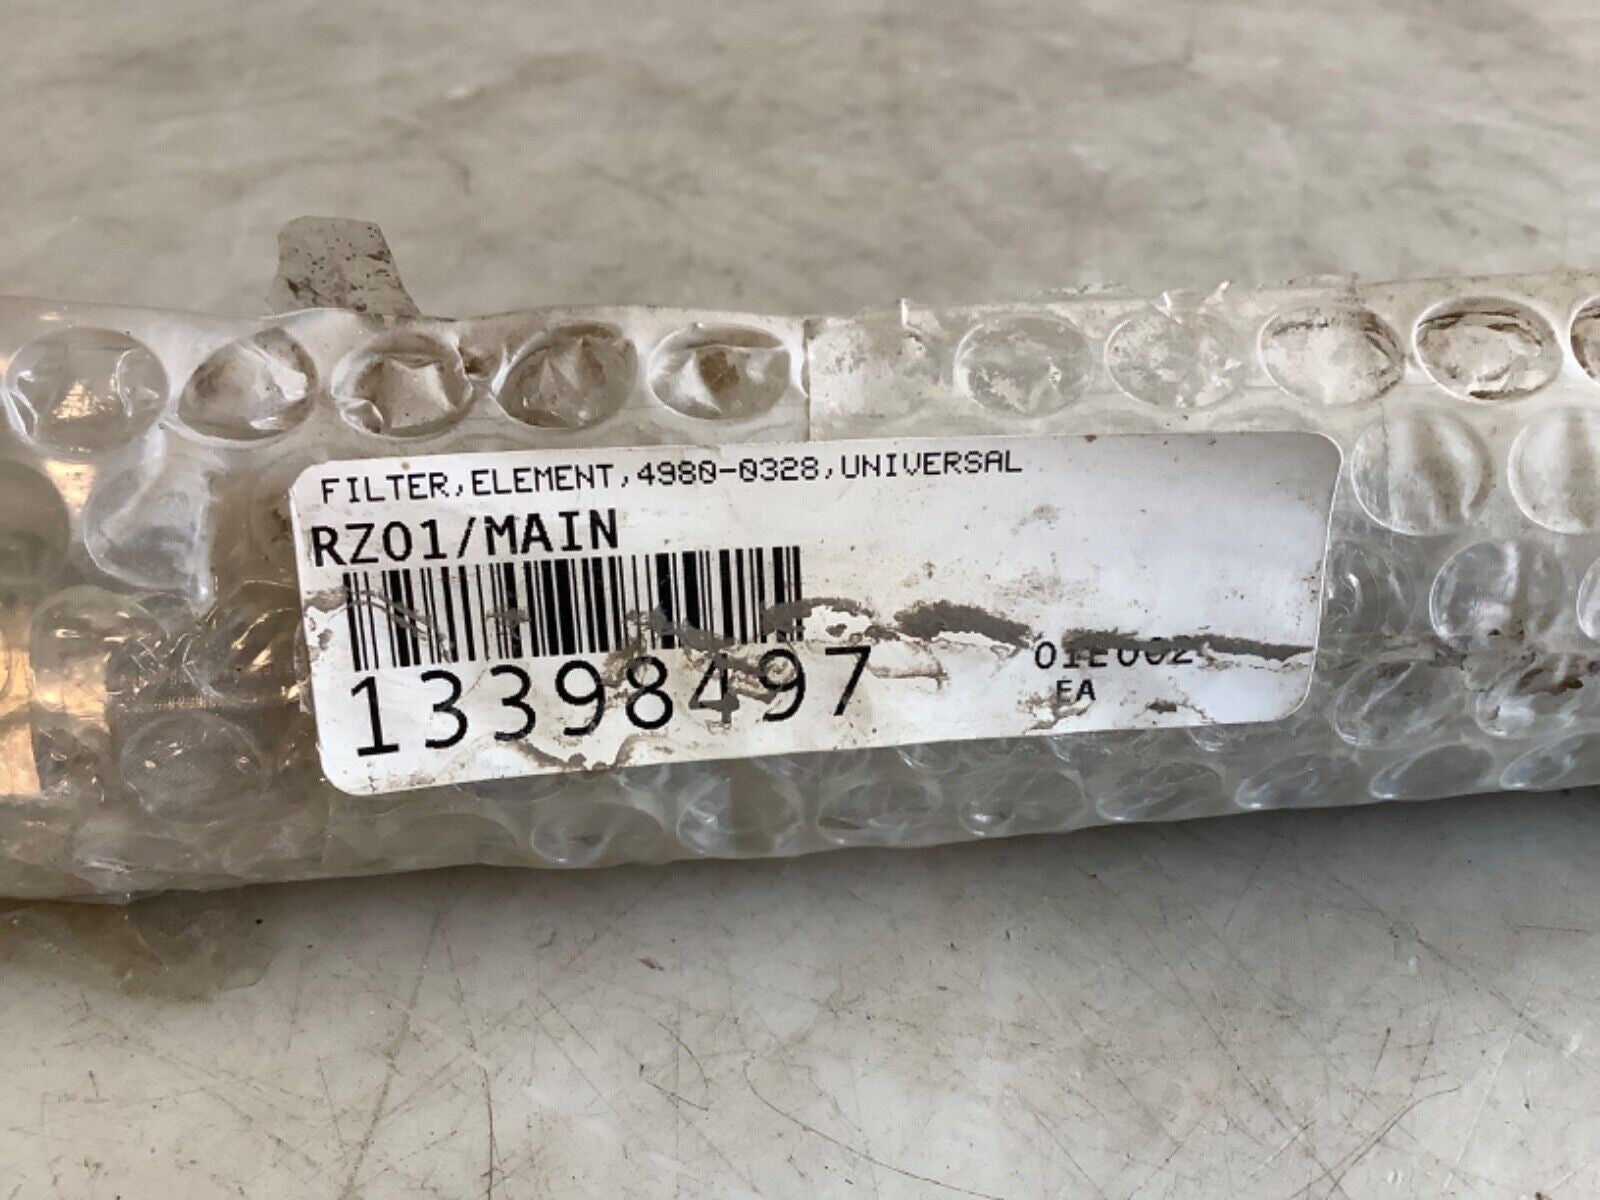 FILTER,ELEMENT,4980-0328,UNIVERSAL
RZ01/MAIN
13398497
EA